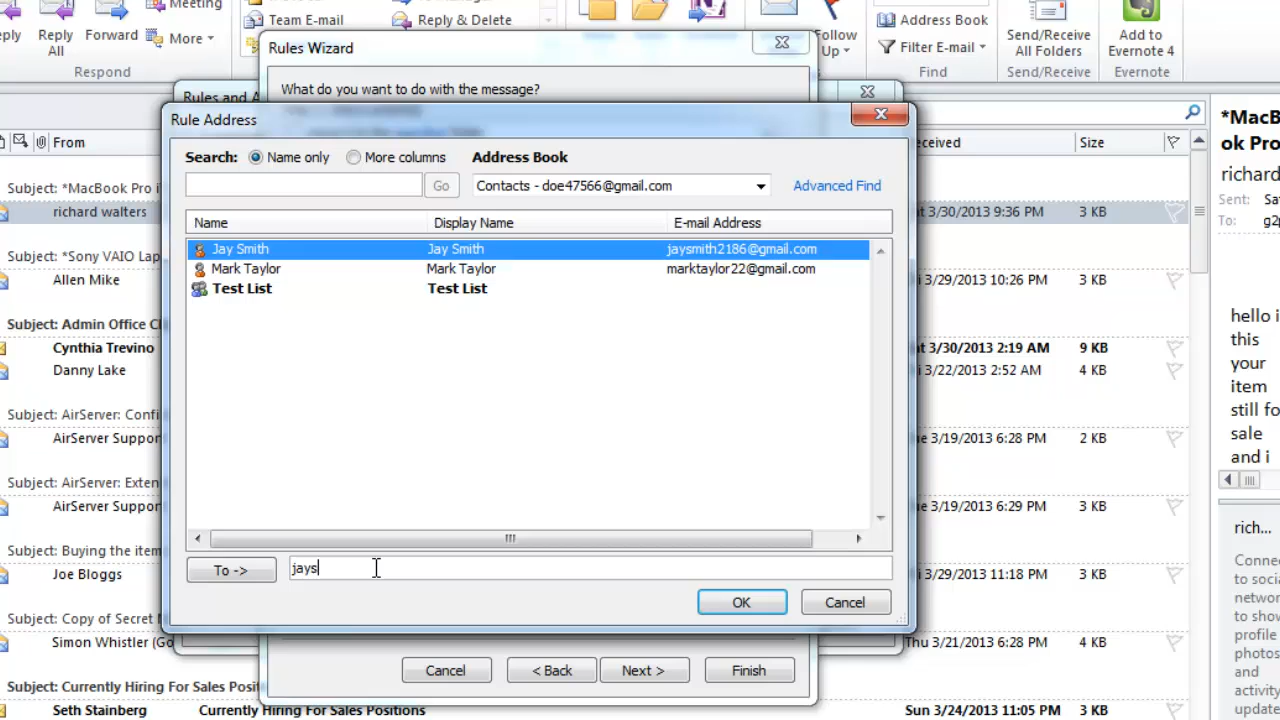 Meeting
Reply
All
Forward
More
Respond
Team E-mail
Reply & Delete
Follow
Up
Address Book
Filter E-mail
Find
Send/Receive
All Folders
Send/Receive
Add to
Evernote 4
Evernote
Rules Wizard
What do you want to do with the message?
Rules and A
Rule Address
Search:
Name only
More columns
Address Book
Go
Contacts - doe47566@gmail.com
Advanced Find
Name
Display Name
E-mail Address
Jay Smith
Jay Smith
jaysmith2186@gmail.com
Mark Taylor
Mark Taylor
marktaylor22@gmail.com
Test List
Test List
To ->
jays
OK
Cancel
Cancel
< Back
Next >
Finish
From
Size
Subject: *MacBook Pro i
richard walters
3/30/2013 9:36 PM
3 KB
Subject: *Sony VAIO Lap
Allen Mike
3/29/2013 10:26 PM
3 KB
Subject: Admin Office Cl
Cynthia Trevino
3/30/2013 2:19 AM
9 KB
Danny Lake
3/22/2013 2:52 AM
4 KB
Subject: AirServer: Confi
AirServer Suppor
3/19/2013 6:28 PM
2 KB
Subject: AirServer: Exten
AirServer Suppor
3/19/2013 6:29 PM
3 KB
Subject: Buying the item
Joe Bloggs
3/29/2013 11:18 PM
3 KB
Subject: Copy of Secret M
Simon Whistler (Go
Thu 3/21/2013 6:28 PM
4 KB
Subject: Currently Hiring For Sales Posit
Seth Stainberg
Currently Hiring For Sales Positions
Sun 3/24/2013 11:05 PM
3 KB
*MacB
ok Pro
richard
Sent: Sa
To: g2p
hello i
this
your
item
still fo
sale
and i
rich...
Connec
to socia
network
to show
profile
photos
and
activity
update